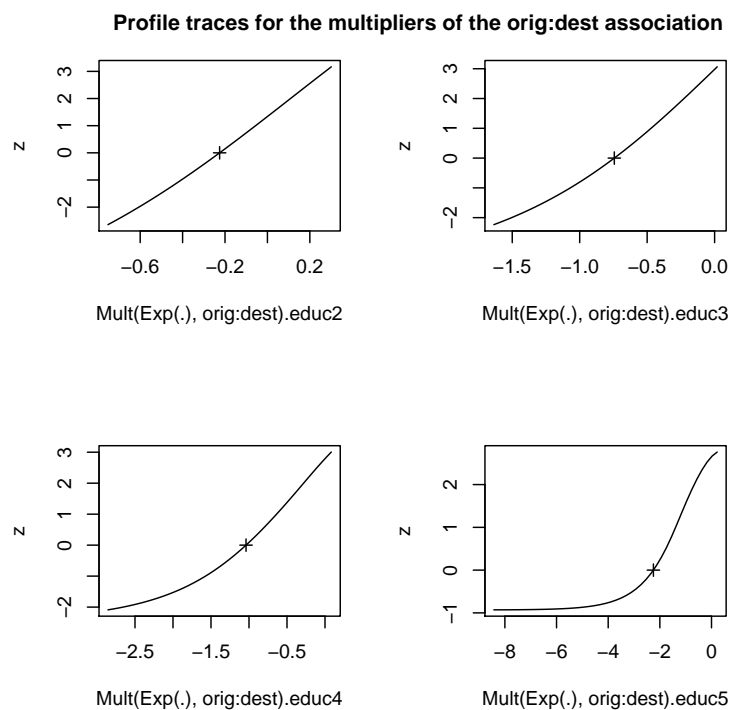 Profile traces for the multipliers of the orig:dest association
z
3
2
1
0
−2
−0.6 −0.2 0.2
Mult(Exp(.), orig:dest).educ2
z
3
2
1
0
−2
−1.5 −1.0 −0.5 0.0
Mult(Exp(.), orig:dest).educ3
z
3
2
1
0
−2
−2.5 −1.5 −0.5
Mult(Exp(.), orig:dest).educ4
z
2
1
0
−1
−8 −6 −4 −2 0
Mult(Exp(.), orig:dest).educ5